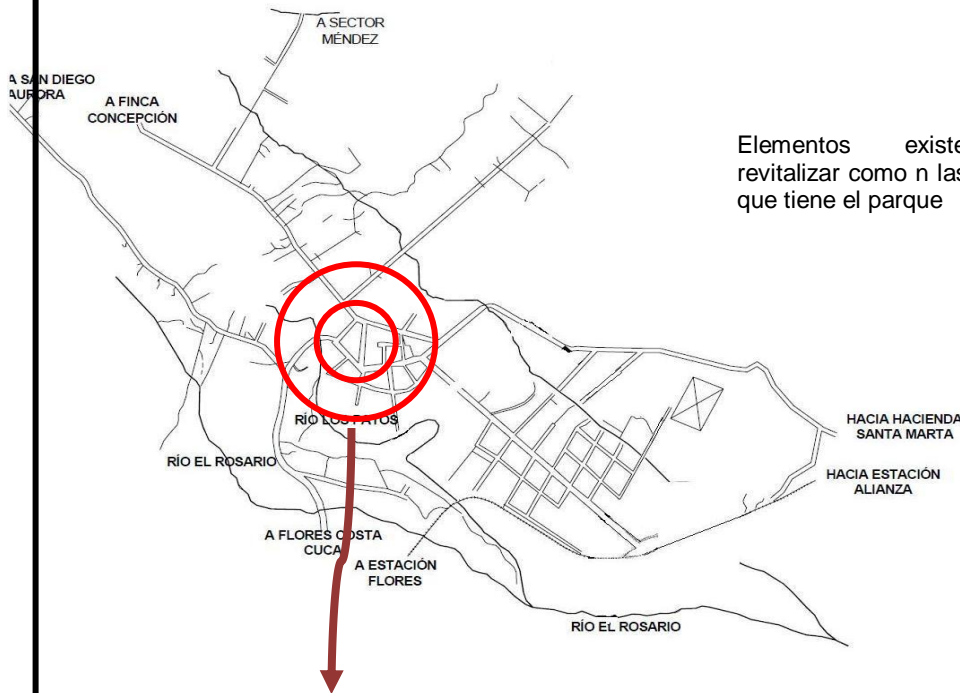 A SECTOR
MÉNDEZ
A SAN DIEGO
AURORA
A FINCA
CONCEPCIÓN
Elementos existe
revitalizar como n las
que tiene el parque
RÍO LOS PATOS
RÍO EL ROSARIO
HACIA HACIENDA
SANTA MARTA
HACIA ESTACIÓN
ALIANZA
A FLORES COSTA
CUCA
A ESTACIÓN
FLORES
RÍO EL ROSARIO